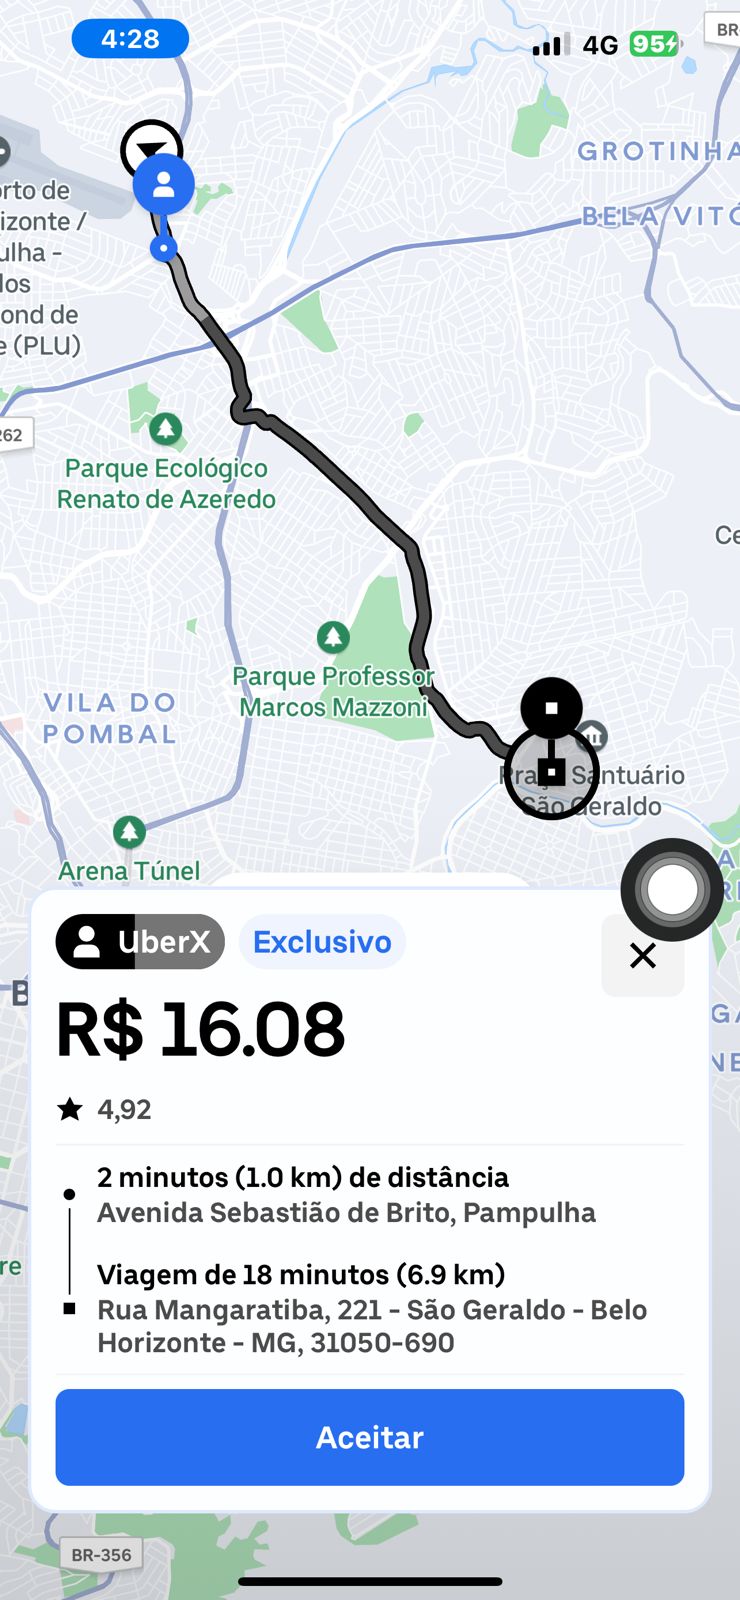 4:28
4G
95
BR
GROTINHA
BELA VITÓ
orto de
izonte /
ulha -
los
ond de
e (PLU)
262
Parque Ecológico
Renato de Azeredo
Ce
Parque Professor
Marcos Mazzoni
VILA DO
POMBAL
Praça Santuário
São Geraldo
Arena Túnel
UberX
Exclusivo
B
R$ 16.08
GA
NE
4,92
2 minutos (1.0 km) de distância
Avenida Sebastião de Brito, Pampulha
re
Viagem de 18 minutos (6.9 km)
Rua Mangaratiba, 221 - São Geraldo - Belo
Horizonte - MG, 31050-690
Aceitar
BR-356